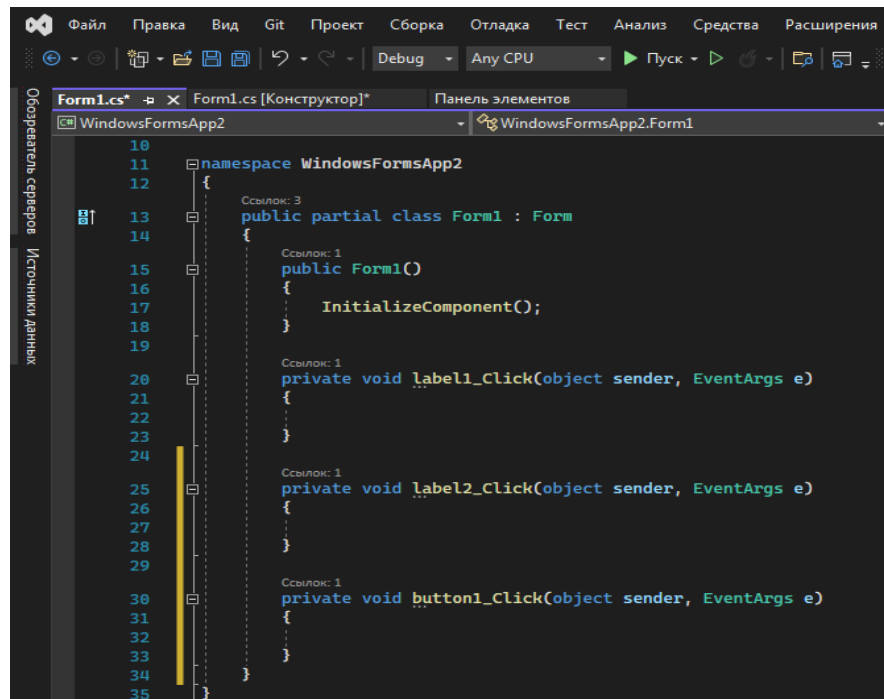 Файл Правка Вид Git Проект Сборка Отладка Тест Анализ Средства Расширения
Debug Any CPU Пуск
Обозреватель серверов
Источники данных
Form1.cs* Form1.cs [Конструктор]* Панель элементов
C# WindowsFormsApp2 WindowsFormsApp2.Form1
10
11 namespace WindowsFormsApp2
12 {
Ссылок: 3
13 public partial class Form1 : Form
14 {
Ссылок: 1
15 public Form1()
16 {
17 InitializeComponent();
18 }
19
Ссылок: 1
20 private void label1_Click(object sender, EventArgs e)
21 {
22
23 }
24
Ссылок: 1
25 private void label2_Click(object sender, EventArgs e)
26 {
27
28 }
29
Ссылок: 1
30 private void button1_Click(object sender, EventArgs e)
31 {
32
33 }
34 }
35 }